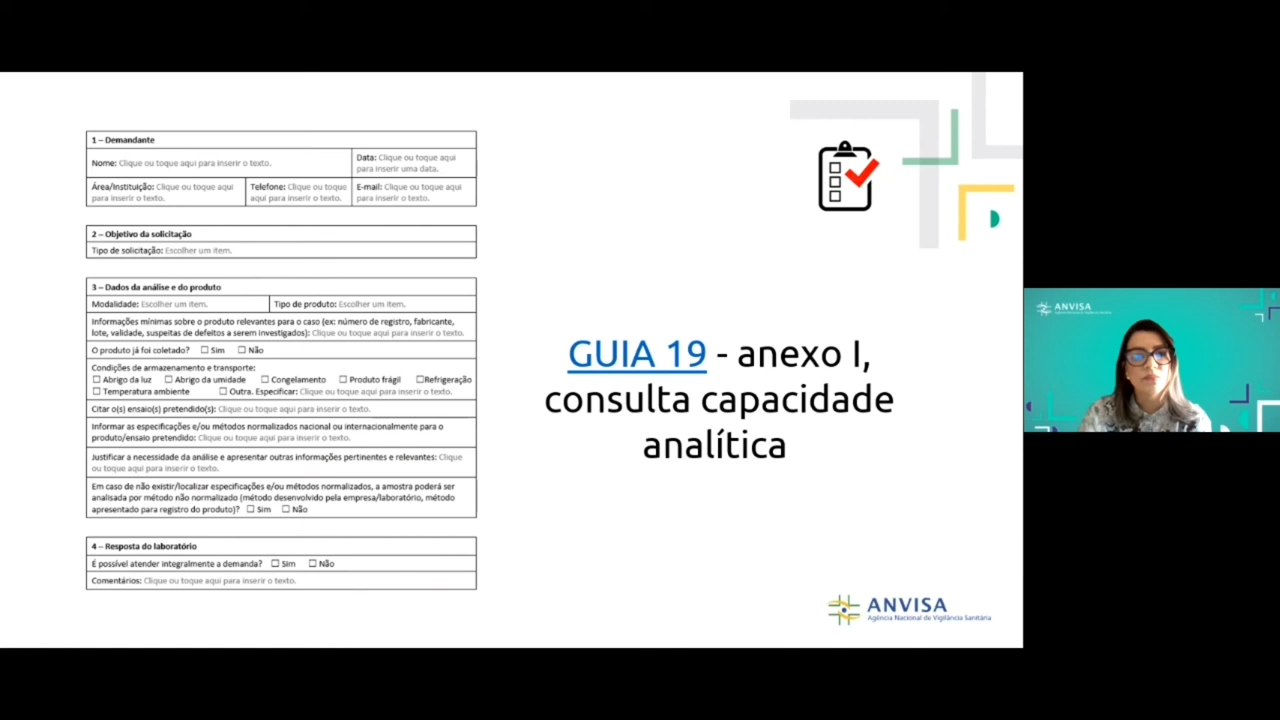 1 – Demandante
Nome: Clique ou toque aqui para inserir o texto.
Data: Clique ou toque aqui
para inserir uma data.
Área/Instituição: Clique ou toque aqui
para inserir o texto.
Telefone: Clique ou toque
aqui para inserir o texto.
E-mail: Clique ou toque aqui
para inserir o texto.
2 – Objetivo da solicitação
Tipo de solicitação: Escolher um item.
3 – Dados da análise e do produto
Modalidade: Escolher um item.
Tipo de produto: Escolher um item.
Informações mínimas sobre o produto relevantes para o caso (ex: número de registro, fabricante,
lote, validade, suspeitas de defeitos a serem investigados): Clique ou toque aqui para inserir o texto.
O produto já foi coletado? ☐ Sim ☐ Não
Condições de armazenamento e transporte:
☐ Abrigo da luz ☐ Abrigo da umidade ☐ Congelamento ☐ Produto frágil ☐Refrigeração
☐ Temperatura ambiente ☐ Outra. Especificar: Clique ou toque aqui para inserir o texto.
Citar o(s) ensaio(s) pretendido(s): Clique ou toque aqui para inserir o texto.
Informar as especificações e/ou métodos normalizados nacional ou internacionalmente para o
produto/ensaio pretendido: Clique ou toque aqui para inserir o texto.
Justificar a necessidade da análise e apresentar outras informações pertinentes e relevantes: Clique
ou toque aqui para inserir o texto.
Em caso de não existir/localizar especificações e/ou métodos normalizados, a amostra poderá ser
analisada por método não normalizado (método desenvolvido pela empresa/laboratório, método
apresentado para registro do produto)? ☐ Sim ☐ Não
4 – Resposta do laboratório
É possível atender integralmente a demanda? ☐ Sim ☐ Não
Comentários: Clique ou toque aqui para inserir o texto.
GUIA 19 - anexo I,
consulta capacidade
analítica
ANVISA
Agência Nacional de Vigilância Sanitária
ANVISA